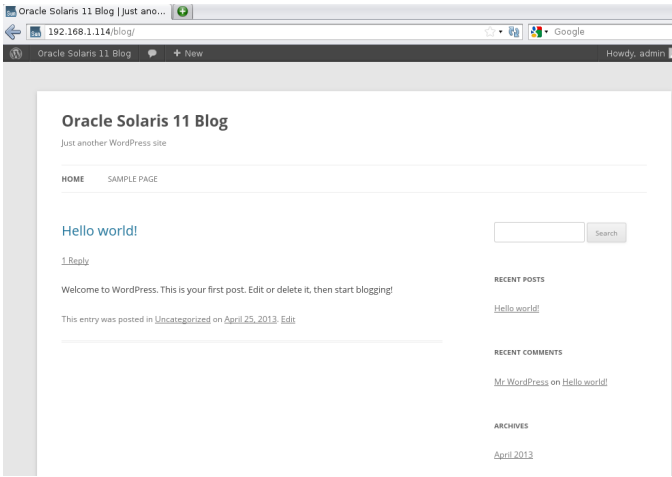 Oracle Solaris 11 Blog | Just ano...
192.168.1.114/blog/
Google
Oracle Solaris 11 Blog + New
Howdy, admin
Oracle Solaris 11 Blog
Just another WordPress site
HOME SAMPLE PAGE
Hello world!
1 Reply
Welcome to WordPress. This is your first post. Edit or delete it, then start blogging!
This entry was posted in Uncategorized on April 25, 2013. Edit
Search
RECENT POSTS
Hello world!
RECENT COMMENTS
Mr WordPress on Hello world!
ARCHIVES
April 2013